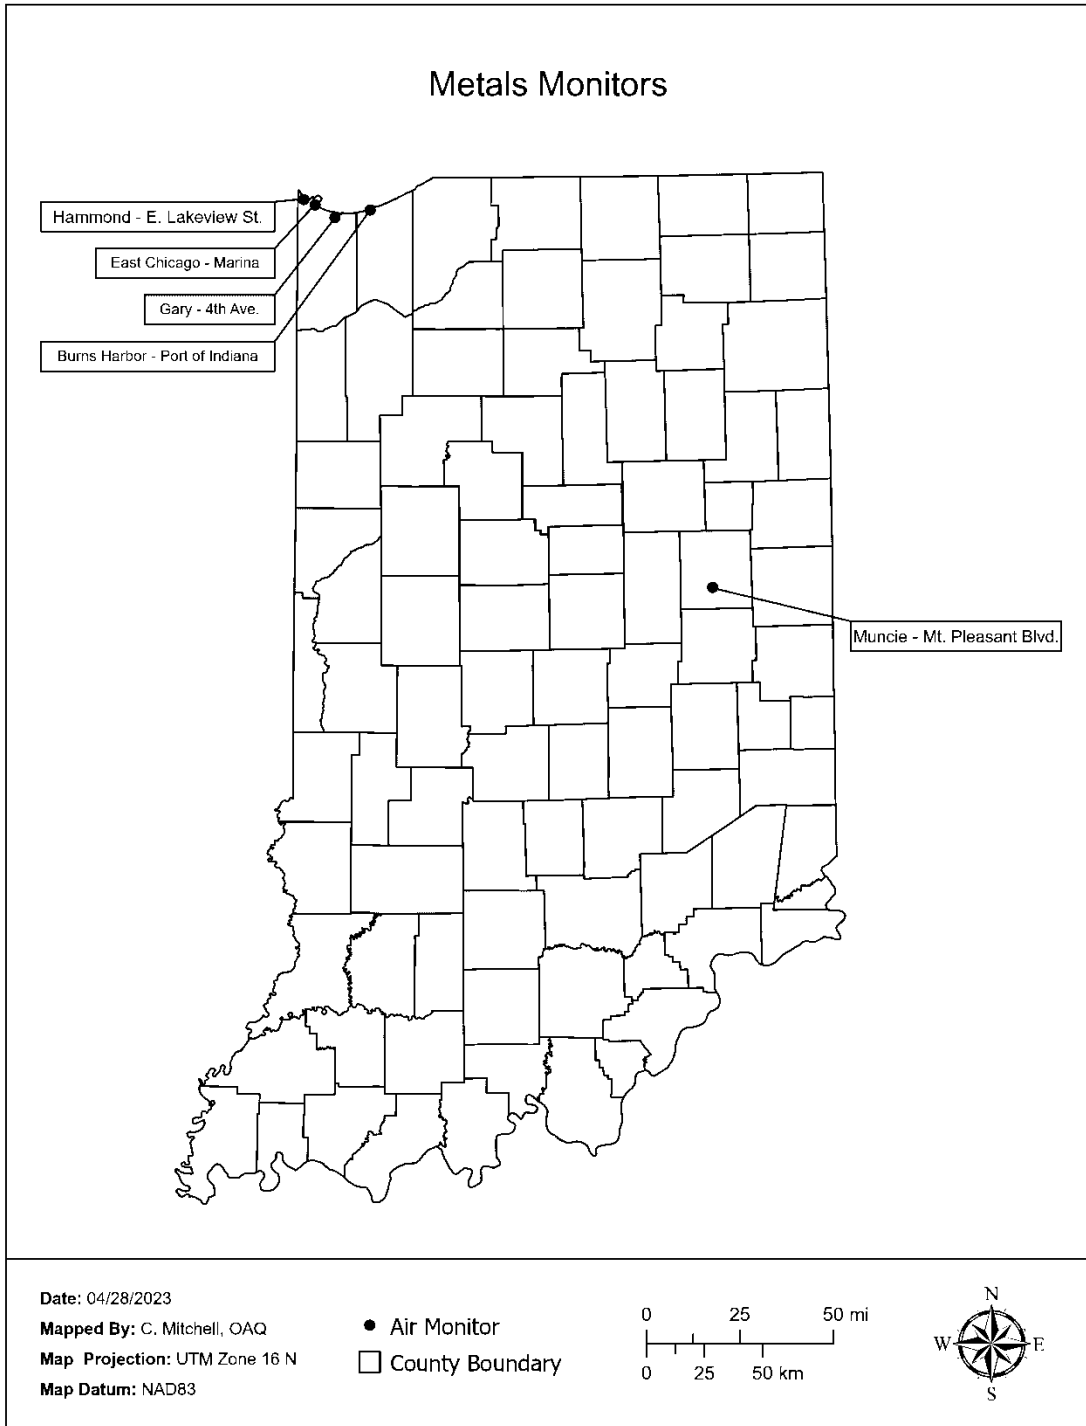 Metals Monitors
Hammond - E. Lakeview St.
East Chicago - Marina
Gary - 4th Ave.
Burns Harbor - Port of Indiana
Muncie - Mt. Pleasant Blvd.
Date: 04/28/2023
Mapped By: C. Mitchell, OAQ
Map Projection: UTM Zone 16 N
Map Datum: NAD83
Air Monitor
County Boundary
0 25 50 mi
0 25 50 km
N
W E
S